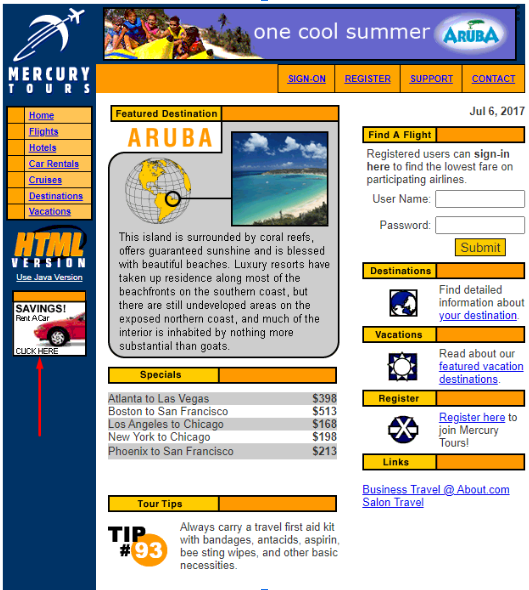 one cool summer ARUBA
MERCURY
TOURS
SIGN-ON REGISTER SUPPORT CONTACT
Home
Flights
Hotels
Car Rentals
Cruises
Destinations
Vacations
HTML
VERSION
Use Java Version
SAVINGS!
Rent A Car
CLICK HERE
Featured Destination
ARUBA
This island is surrounded by coral reefs,
offers guaranteed sunshine and is blessed
with beautiful beaches. Luxury resorts have
taken up residence along most of the
beachfronts on the southern coast, but
there are still undeveloped areas on the
exposed northern coast, and much of the
interior is inhabited by nothing more
substantial than goats.
Specials
Atlanta to Las Vegas $398
Boston to San Francisco $513
Los Angeles to Chicago $168
New York to Chicago $198
Phoenix to San Francisco $213
Tour Tips
TIP
#93
Always carry a travel first aid kit
with bandages, antacids, aspirin,
bee sting wipes, and other basic
necessities.
Jul 6, 2017
Find A Flight
Registered users can sign-in
here to find the lowest fare on
participating airlines.
User Name:
Password:
Submit
Destinations
Find detailed
information about
your destination.
Vacations
Read about our
featured vacation
destinations.
Register
Register here to
join Mercury
Tours!
Links
Business Travel @ About.com
Salon Travel